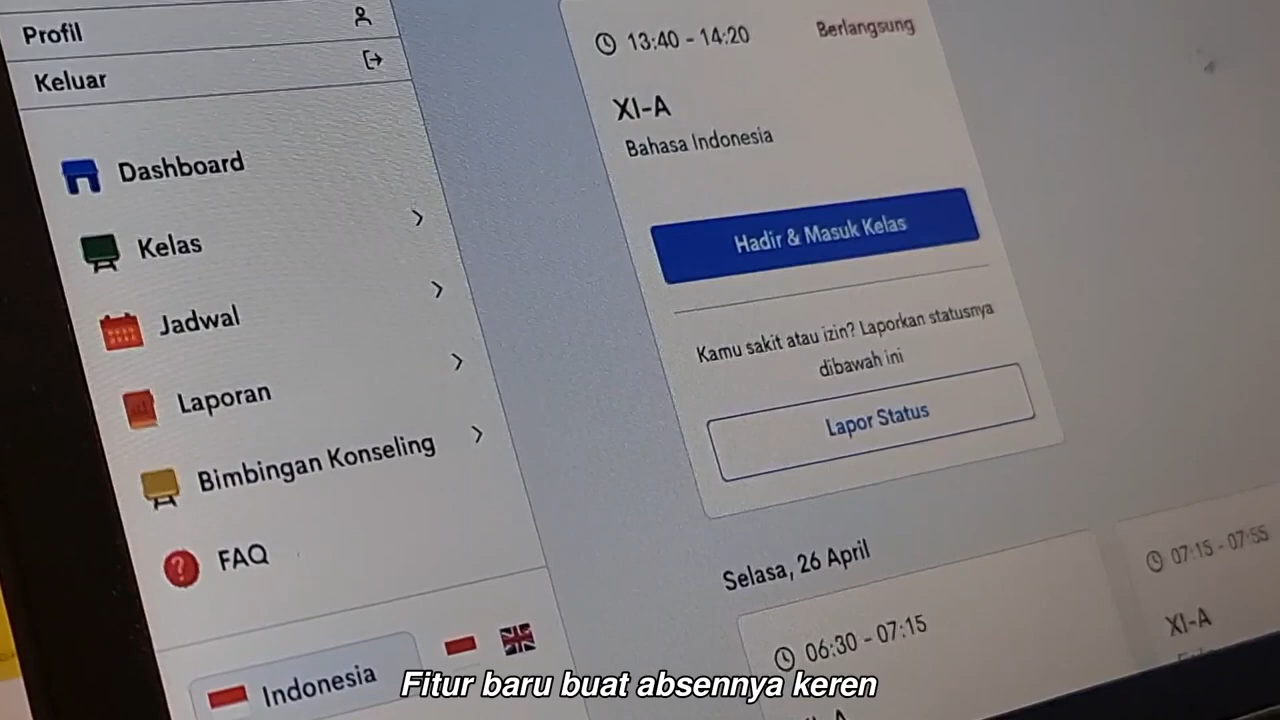 Profil
Keluar
Dashboard
Kelas
Jadwal
Laporan
Bimbingan Konseling
FAQ
Indonesia
13:40 - 14:20
Berlangsung
XI-A
Bahasa Indonesia
Hadir & Masuk Kelas
Kamu sakit atau izin? Laporkan statusnya
dibawah ini
Lapor Status
Selasa, 26 April
06:30 - 07:15
07:15 - 07:55
XI-A
Fitur baru buat absennya keren